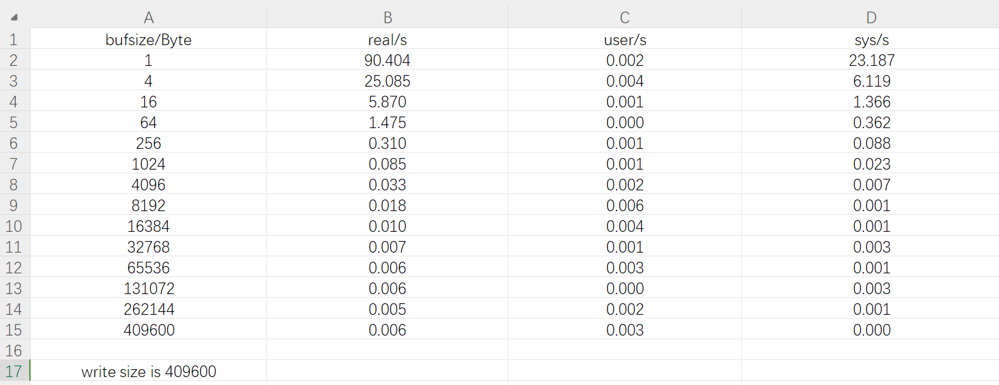 A B C D
1 bufsize/Byte real/s user/s sys/s
2 1 90.404 0.002 23.187
3 4 25.085 0.004 6.119
4 16 5.870 0.001 1.366
5 64 1.475 0.000 0.362
6 256 0.310 0.001 0.088
7 1024 0.085 0.001 0.023
8 4096 0.033 0.002 0.007
9 8192 0.018 0.006 0.001
10 16384 0.010 0.004 0.001
11 32768 0.007 0.001 0.003
12 65536 0.006 0.003 0.001
13 131072 0.006 0.000 0.003
14 262144 0.005 0.002 0.001
15 409600 0.006 0.003 0.000
16
17 write size is 409600